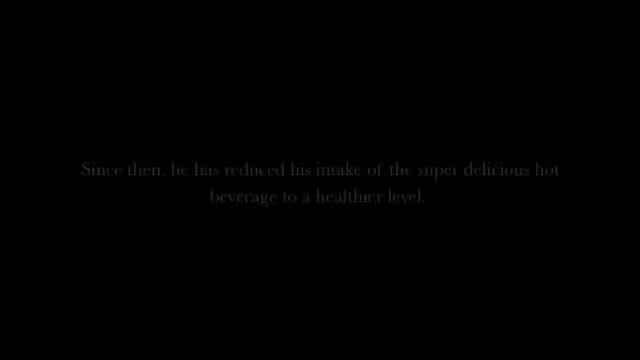 Since then, he has reduced his intake of the super delicious hot
beverage to a healthier level.